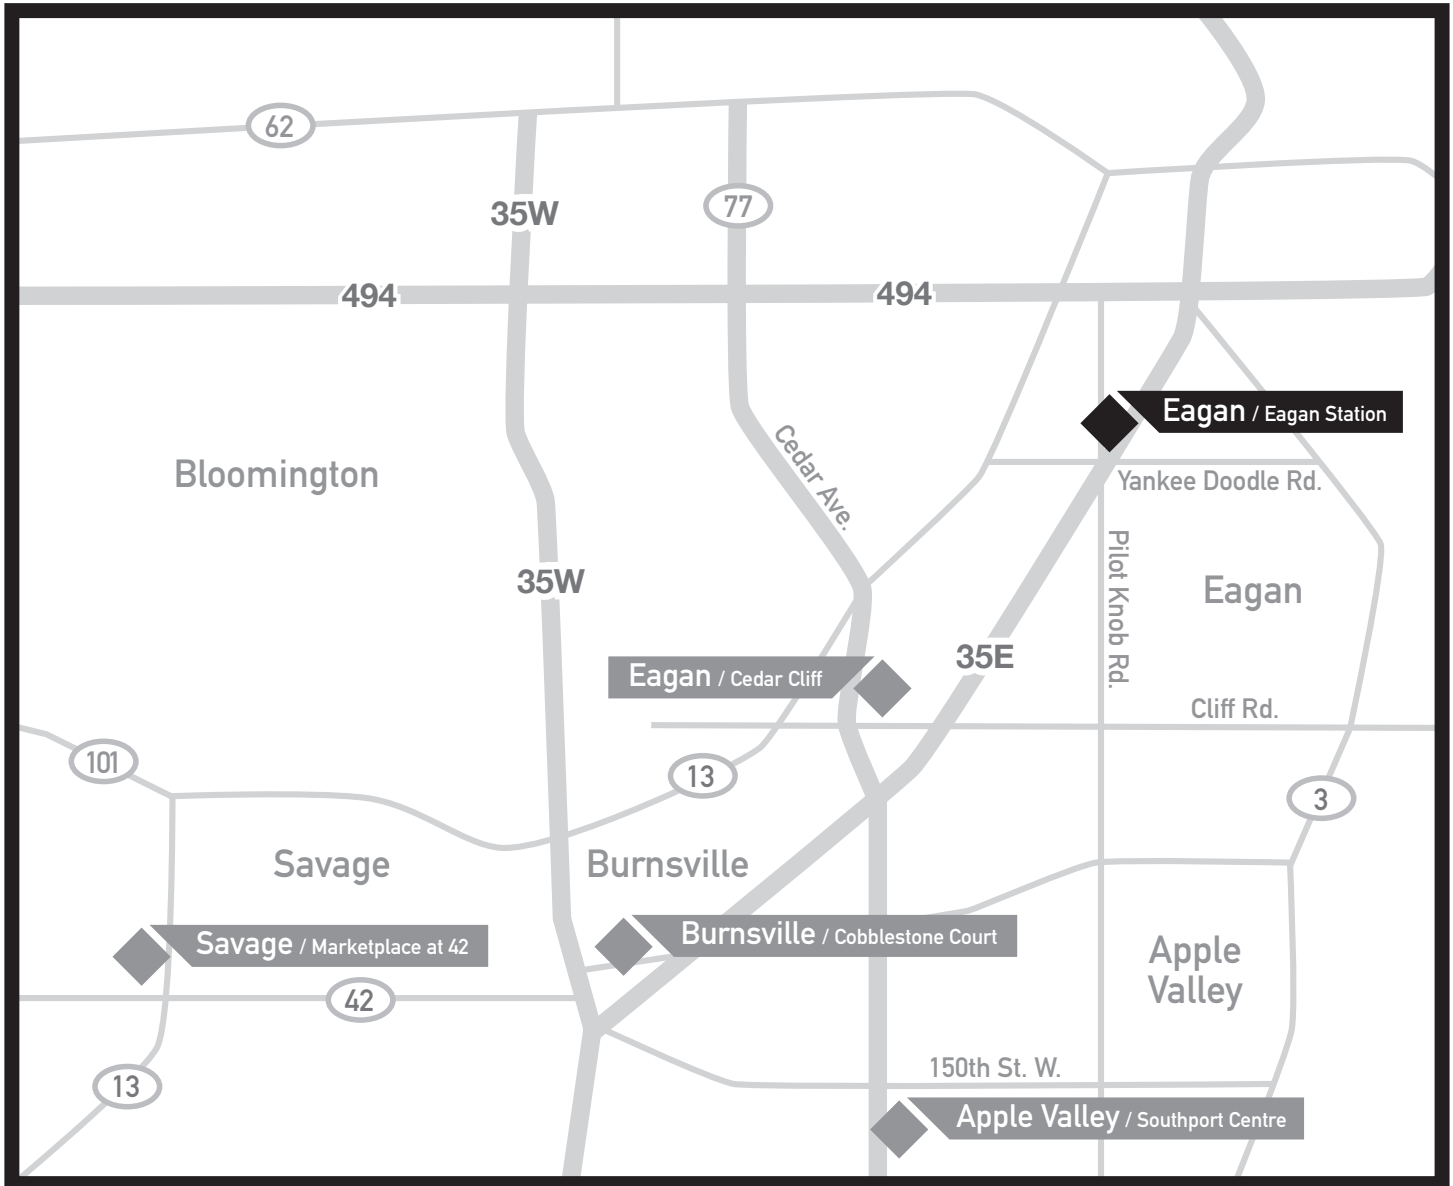 62
35W
77
494
494
Eagan / Eagan Station
Cedar Ave.
Bloomington
Yankee Doodle Rd.
Pilot Knob Rd.
35W
Eagan
35E
Eagan / Cedar Cliff
Cliff Rd.
101
13
3
Savage
Burnsville
Savage / Marketplace at 42
Burnsville / Cobblestone Court
Apple
Valley
42
150th St. W.
13
Apple Valley / Southport Centre